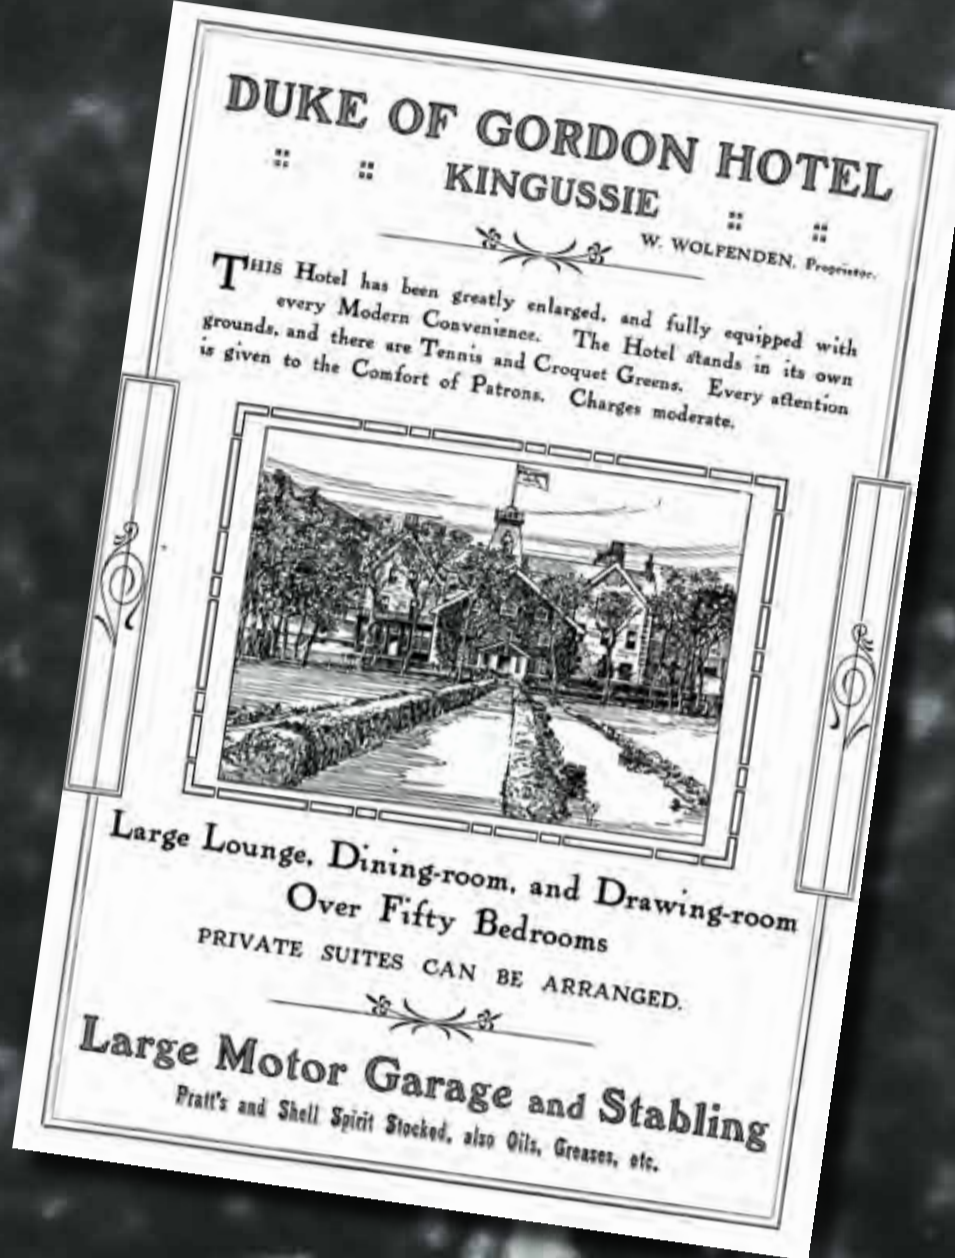 DUKE OF GORDON HOTEL
KINGUSSIE
W. WOLFENDEN, Proprietor.
THIS Hotel has been greatly enlarged, and fully equipped with
every Modern Convenience. The Hotel stands in its own
grounds, and there are Tennis and Croquet Greens. Every attention
is given to the Comfort of Patrons. Charges moderate.
Large Lounge, Dining-room, and Drawing-room
Over Fifty Bedrooms
PRIVATE SUITES CAN BE ARRANGED.
Large Motor Garage and Stabling
Pratt's and Shell Spirit Stocked, also Oils, Greases, etc.